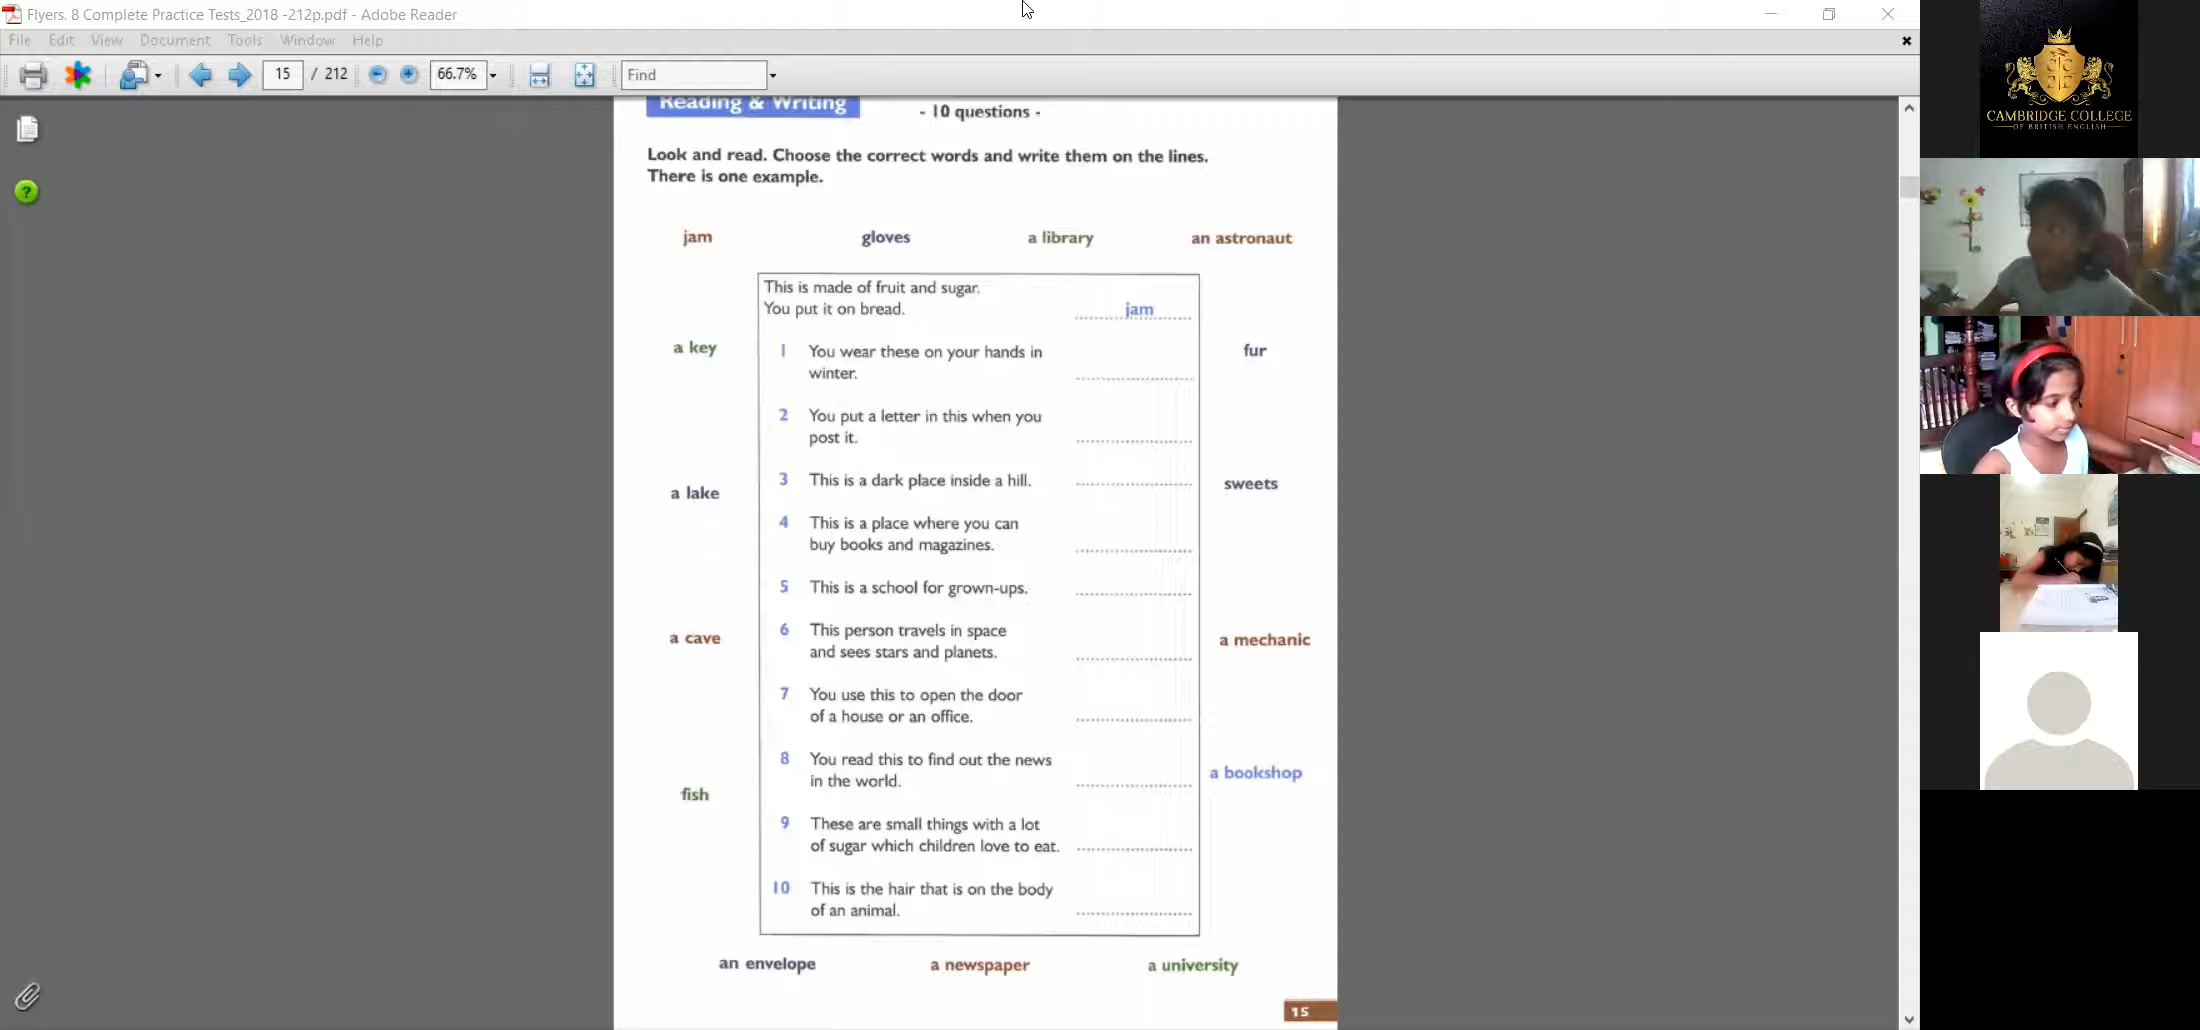 Flyers. 8 Complete Practice Tests_2018 -212p.pdf - Adobe Reader
File Edit View Document Tools Window Help
15 / 212 66.7% Find
Reading & Writing
- 10 questions -
Look and read. Choose the correct words and write them on the lines.
There is one example.
jam gloves a library an astronaut
This is made of fruit and sugar.
You put it on bread. jam
a key
1 You wear these on your hands in
winter.
fur
2 You put a letter in this when you
post it.
a lake
3 This is a dark place inside a hill.
sweets
4 This is a place where you can
buy books and magazines.
5 This is a school for grown-ups.
a cave
6 This person travels in space
and sees stars and planets.
a mechanic
7 You use this to open the door
of a house or an office.
8 You read this to find out the news
in the world.
a bookshop
fish
9 These are small things with a lot
of sugar which children love to eat.
10 This is the hair that is on the body
of an animal.
an envelope a newspaper a university
15
CAMBRIDGE COLLEGE
OF BRITISH ENGLISH